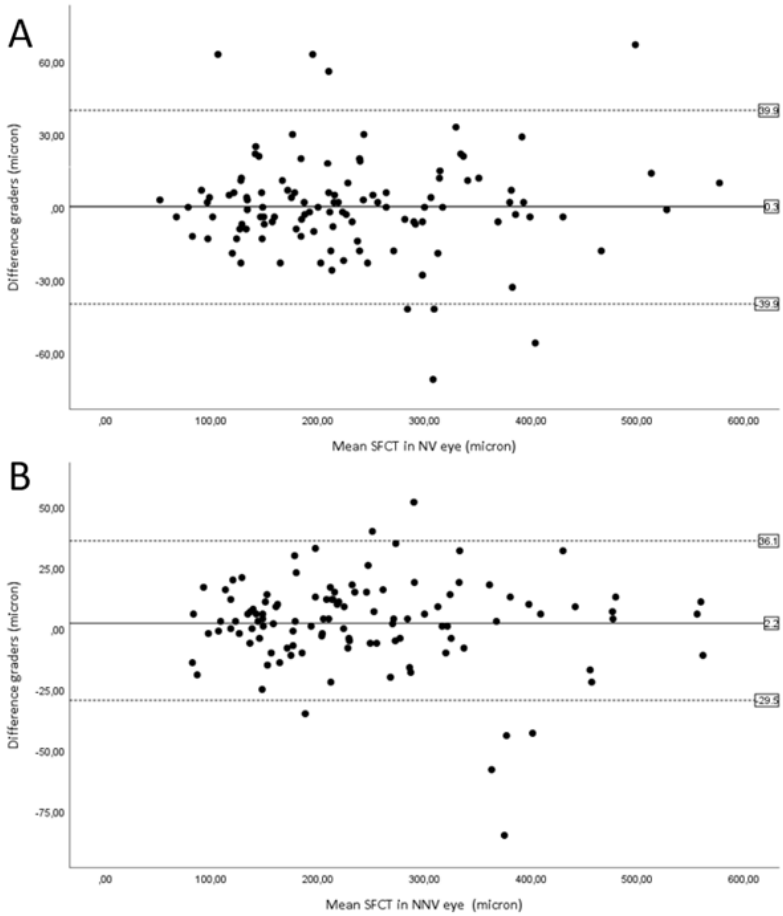 A
60,00
30,00
,00
-30,00
-60,00
Difference graders (micron)
39.9
0.3
-39.9
,00 100,00 200,00 300,00 400,00 500,00 600,00
Mean SFCT in NV eye (micron)
B
50,00
25,00
,00
-25,00
-50,00
-75,00
Difference graders (micron)
36.1
2.2
-29.5
,00 100,00 200,00 300,00 400,00 500,00 600,00
Mean SFCT in NNV eye (micron)